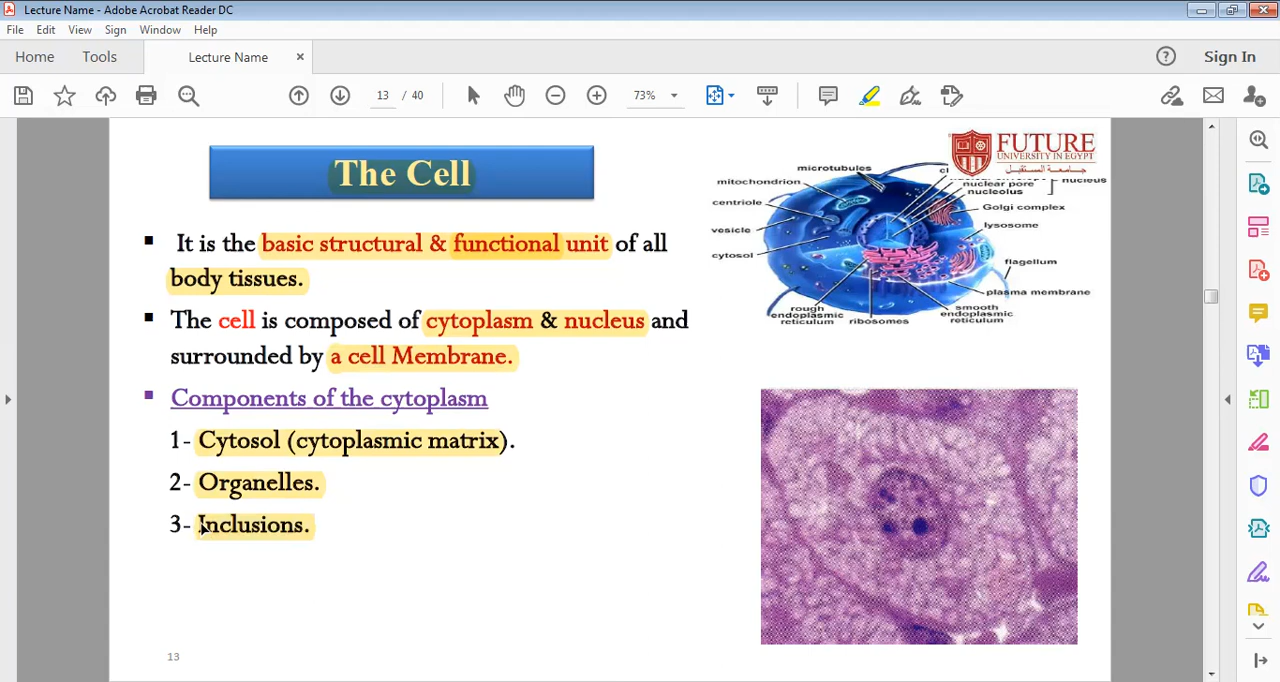 Lecture Name - Adobe Acrobat Reader DC
File Edit View Sign Window Help
Home Tools Lecture Name × Sign In
13 / 40 73%
The Cell
FUTURE
UNIVERSITY IN EGYPT
جامعة المستقبل
▪ It is the basic structural & functional unit of all
body tissues.
▪ The cell is composed of cytoplasm & nucleus and
surrounded by a cell Membrane.
▪ Components of the cytoplasm
1- Cytosol (cytoplasmic matrix).
2- Organelles.
3- Inclusions.
microtubules
mitochondrion
centriole
vesicle
cytosol
rough
endoplasmic
reticulum
ribosomes
smooth
endoplasmic
reticulum
nuclear pore
nucleolus
nucleus
Golgi complex
lysosome
flagellum
plasma membrane
13